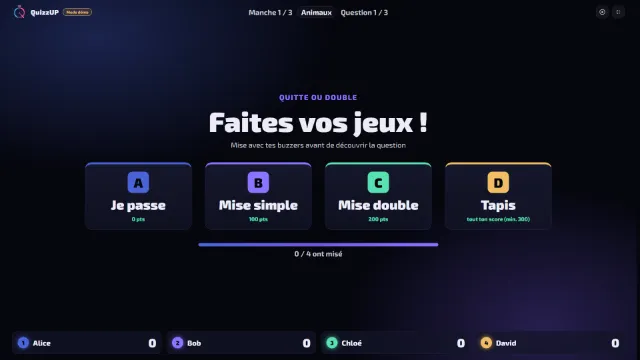 QuizzUP Mode démo
Manche 1 / 3 Animaux Question 1 / 3
QUITTE OU DOUBLE
Faites vos jeux !
Mise avec tes buzzers avant de découvrir la question
A B C D
Je passe Mise simple Mise double Tapis
0 pts 100 pts 200 pts tout ton score (min. 300)
0 / 4 ont misé
1 Alice 0 2 Bob 0 3 Chloé 0 4 David 0